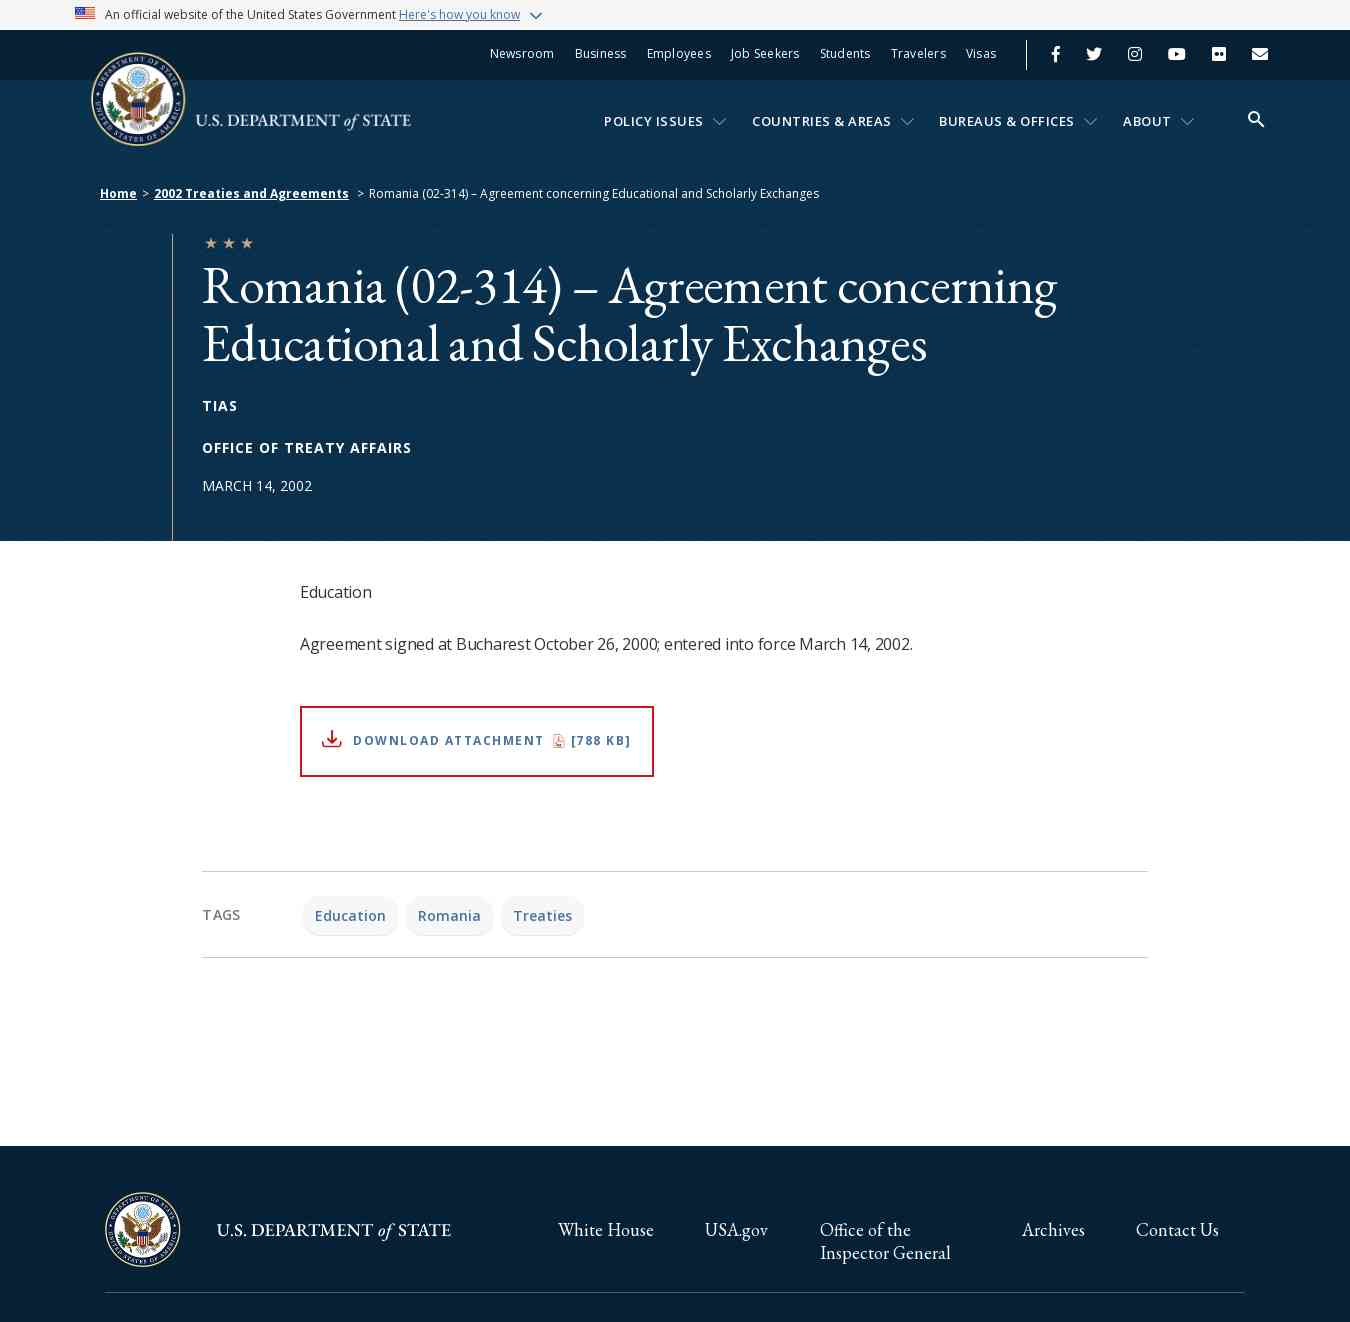 An official website of the United States Government Here's how you know
Newsroom Business Employees Job Seekers Students Travelers Visas
U.S. DEPARTMENT of STATE
POLICY ISSUES COUNTRIES & AREAS BUREAUS & OFFICES ABOUT
Home > 2002 Treaties and Agreements > Romania (02-314) – Agreement concerning Educational and Scholarly Exchanges
Romania (02-314) – Agreement concerning
Educational and Scholarly Exchanges
TIAS
OFFICE OF TREATY AFFAIRS
MARCH 14, 2002
Education
Agreement signed at Bucharest October 26, 2000; entered into force March 14, 2002.
DOWNLOAD ATTACHMENT [788 KB]
TAGS Education Romania Treaties
U.S. DEPARTMENT of STATE
White House USA.gov Office of the Archives Contact Us
Inspector General
DEPARTMENT OF STATE
UNITED STATES OF AMERICA
DEPARTMENT OF STATE
UNITED STATES OF AMERICA